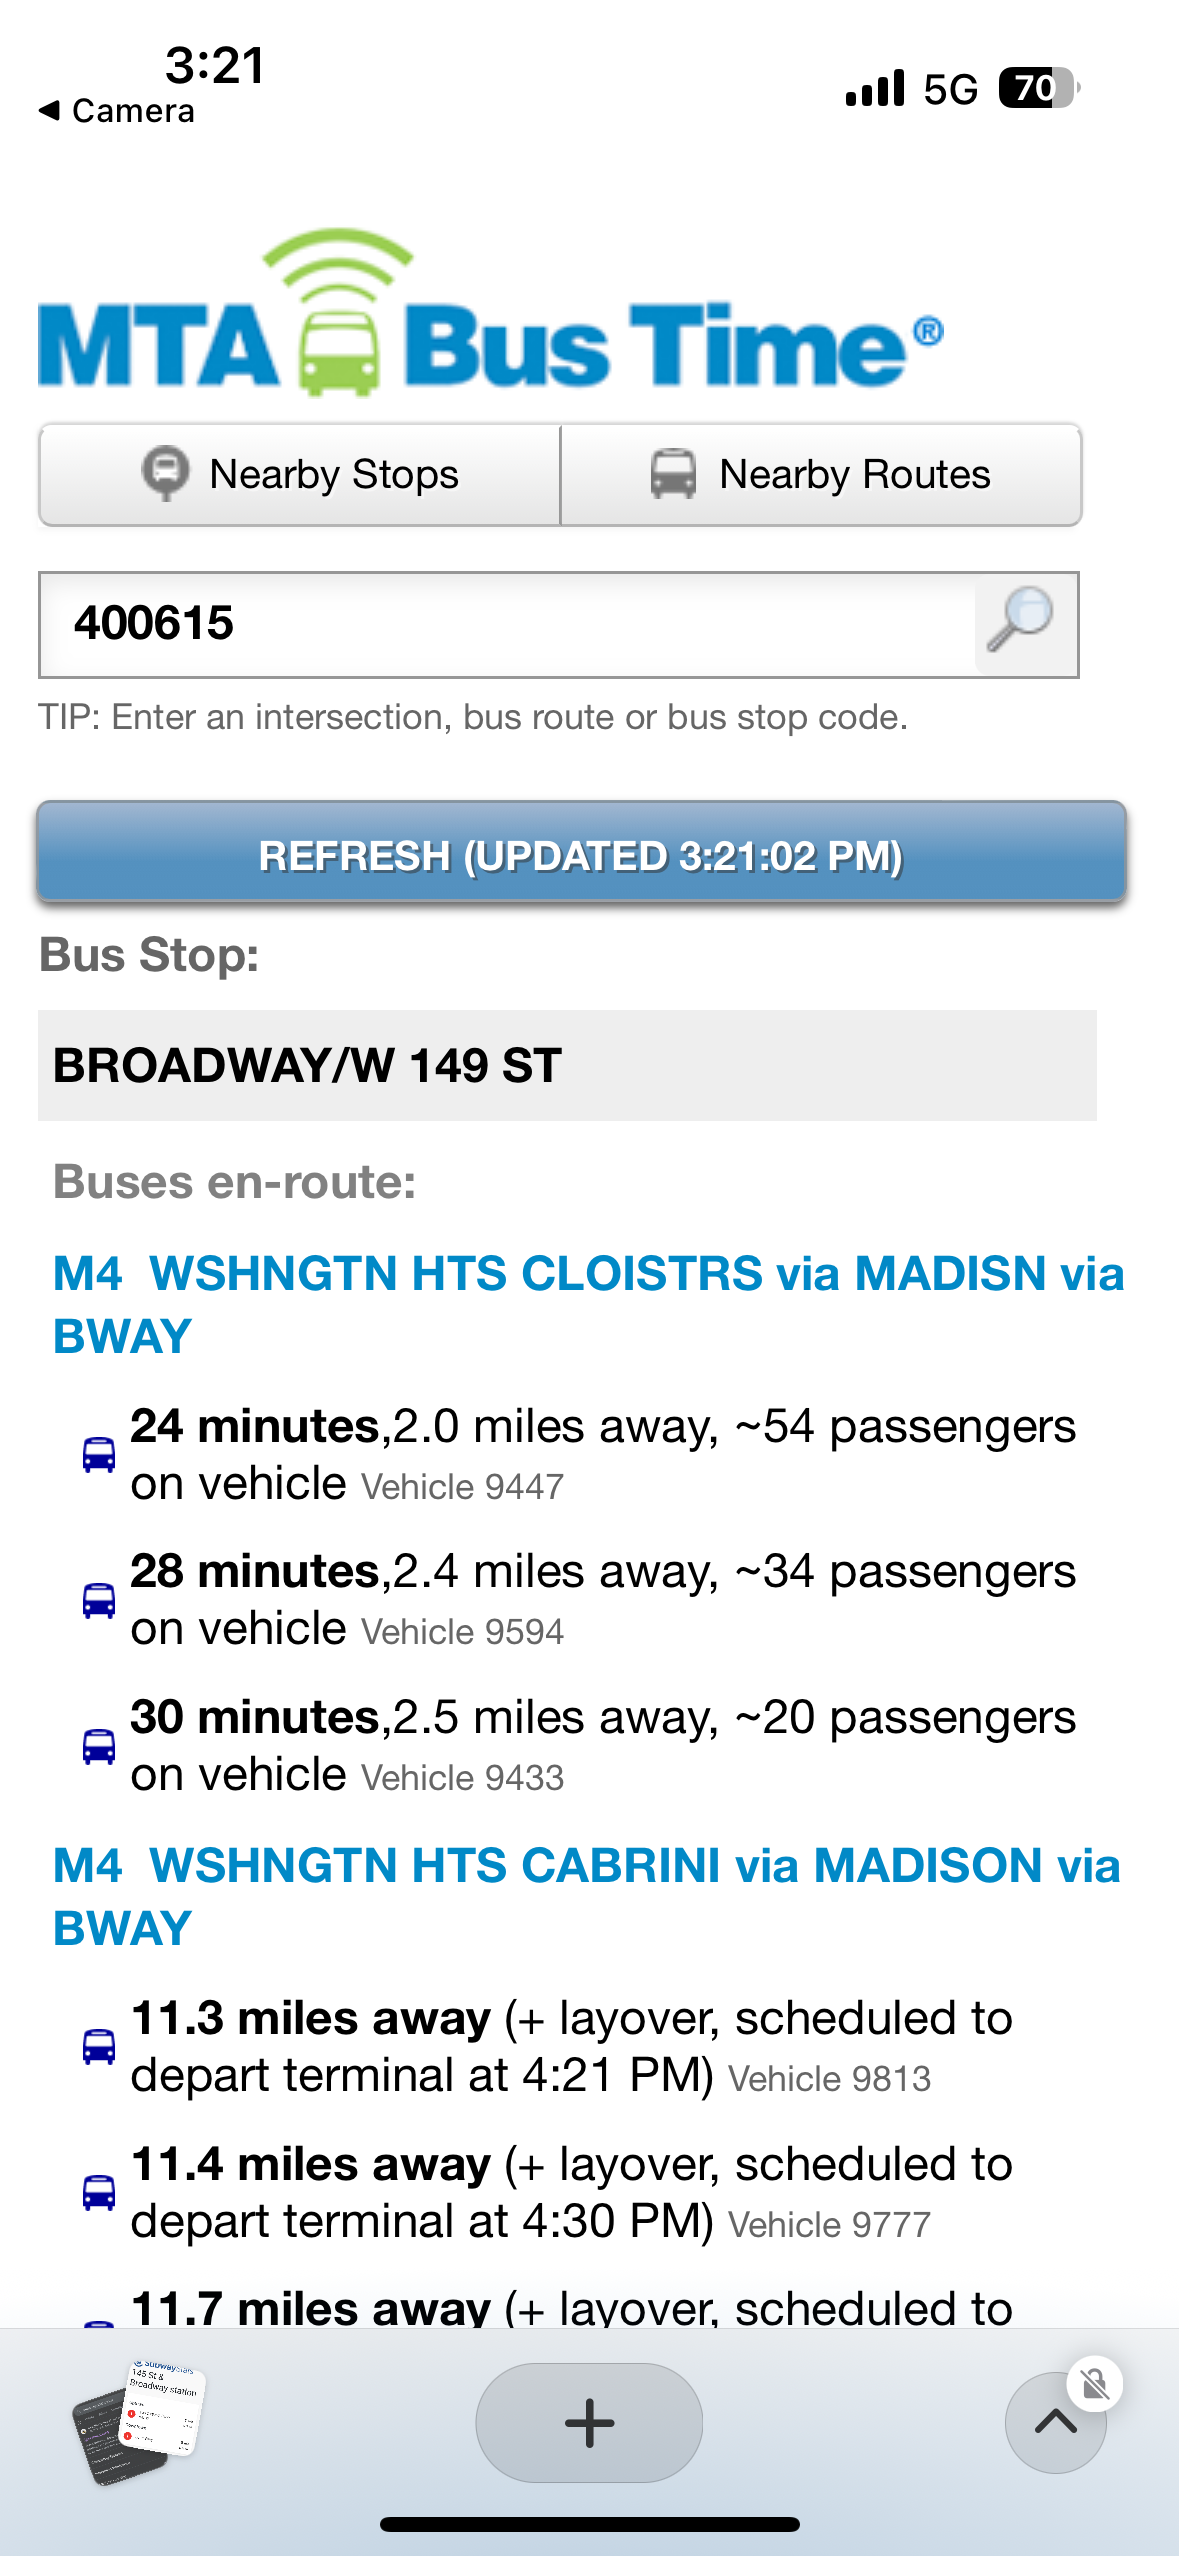 3:21
◀ Camera
5G
70
MTA Bus Time®
Nearby Stops
Nearby Routes
400615
TIP: Enter an intersection, bus route or bus stop code.
REFRESH (UPDATED 3:21:02 PM)
Bus Stop:
BROADWAY/W 149 ST
Buses en-route:
M4 WSHNGTN HTS CLOISTRS via MADISN via
BWAY
24 minutes,2.0 miles away, ~54 passengers
on vehicle Vehicle 9447
28 minutes,2.4 miles away, ~34 passengers
on vehicle Vehicle 9594
30 minutes,2.5 miles away, ~20 passengers
on vehicle Vehicle 9433
M4 WSHNGTN HTS CABRINI via MADISON via
BWAY
11.3 miles away (+ layover, scheduled to
depart terminal at 4:21 PM) Vehicle 9813
11.4 miles away (+ layover, scheduled to
depart terminal at 4:30 PM) Vehicle 9777
11.7 miles away (+ layover, scheduled to
145 St &
Broadway station